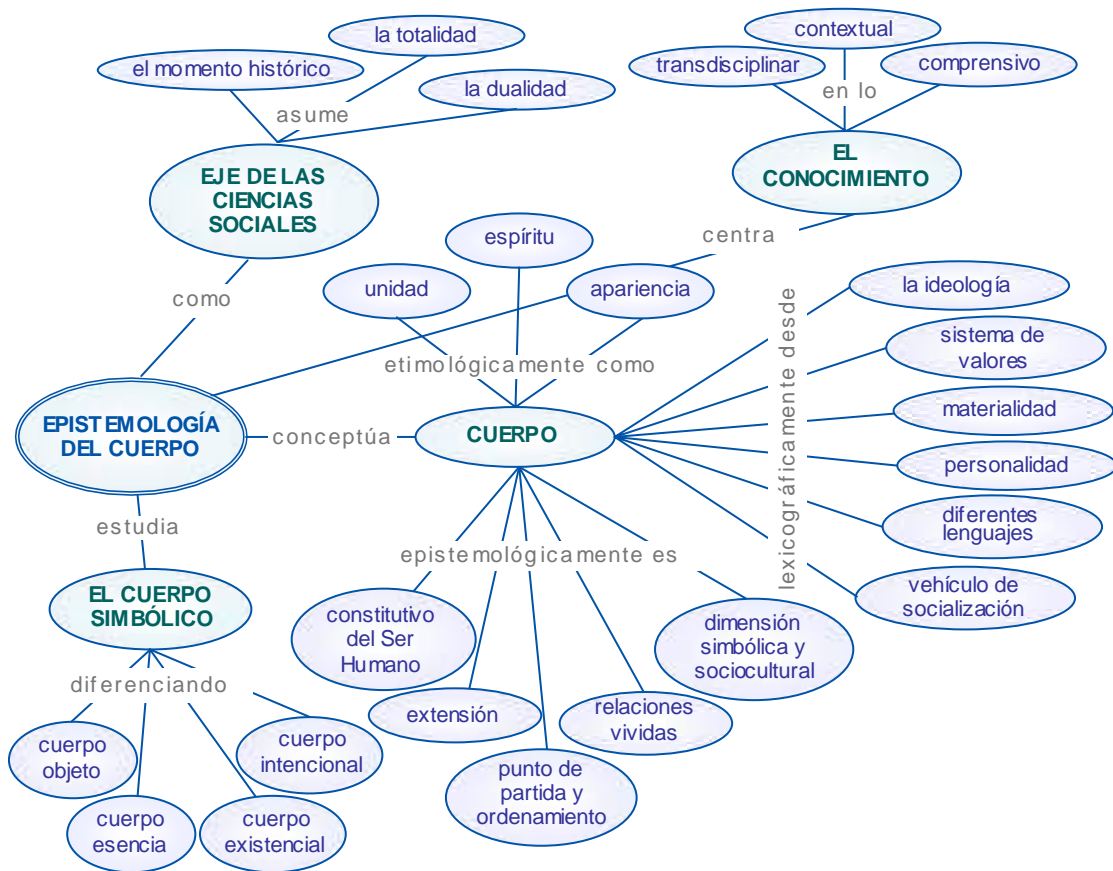 contextual
la totalidad
transdisciplinar
comprensivo
el momento histórico
en lo
la dualidad
asume
EJE DE LAS
CIENCIAS
SOCIALES
EL
CONOCIMIENTO
espíritu
centra
unidad
apariencia
la ideología
como
sistema de
valores
etimológicamente como
lexicográficamente desde
materialidad
EPISTEMOLOGÍA
DEL CUERPO
conceptúa
CUERPO
personalidad
estudia
diferentes
lenguajes
epistemológicamente es
EL CUERPO
SIMBÓLICO
vehículo de
socialización
constitutivo
del Ser
Humano
dimensión
simbólica y
sociocultural
diferenciando
extensión
relaciones
vividas
cuerpo
objeto
cuerpo
intencional
punto de
partida y
ordenamiento
cuerpo
esencia
cuerpo
existencial